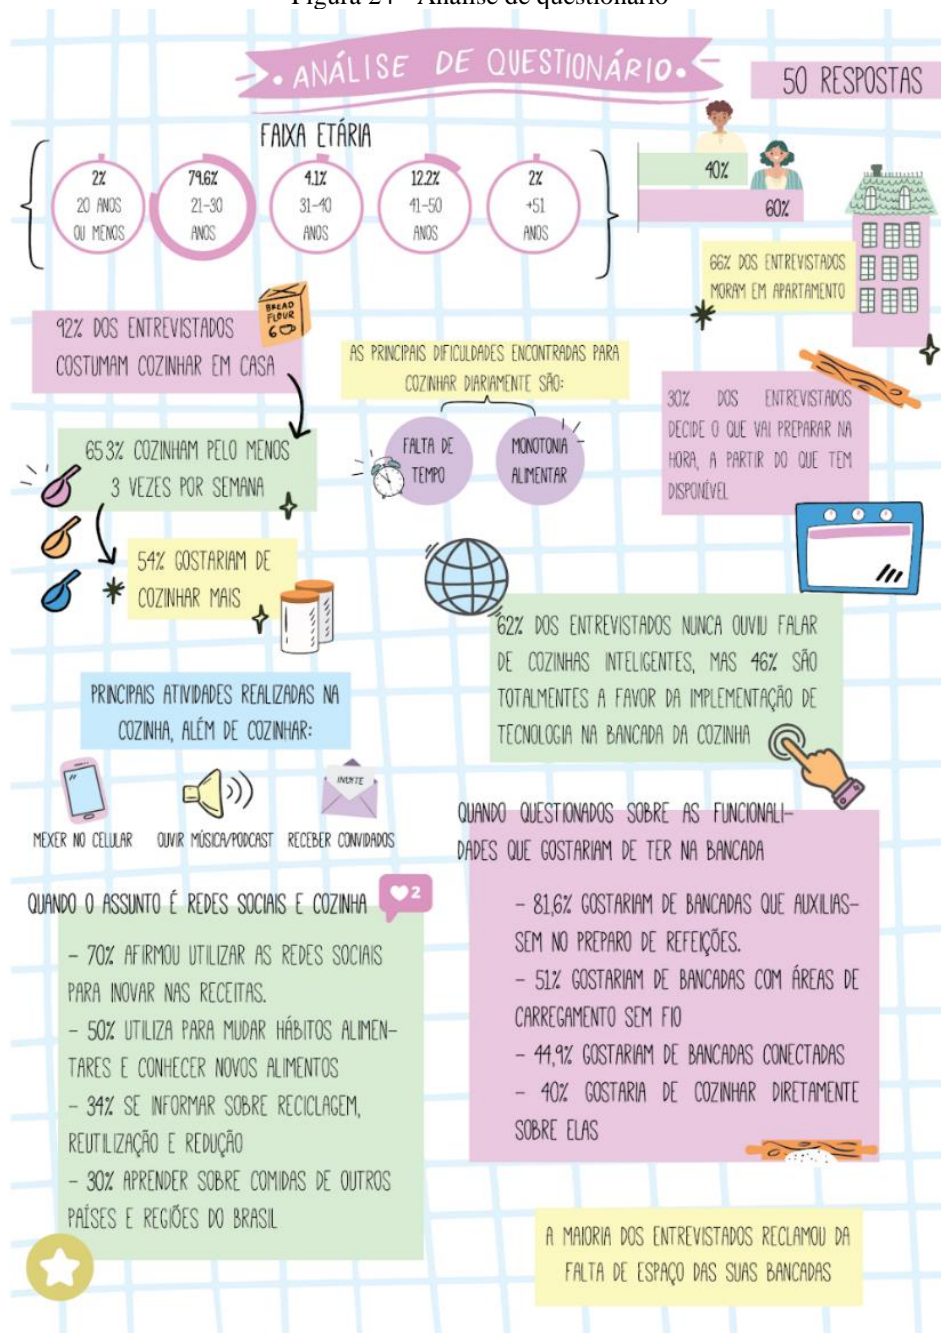 Figura 24 - Análise de questionário
• ANÁLISE DE QUESTIONÁRIO •
50 RESPOSTAS
FAIXA ETÁRIA
2%
20 ANOS
OU MENOS
79.6%
21-30
ANOS
4.1%
31-40
ANOS
12.2%
41-50
ANOS
2%
+51
ANOS
40%
60%
66% DOS ENTREVISTADOS
MORAM EM APARTAMENTO
BREAD
FLOUR
92% DOS ENTREVISTADOS
COSTUMAM COZINHAR EM CASA
65.3% COZINHAM PELO MENOS
3 VEZES POR SEMANA
54% GOSTARIAM DE
COZINHAR MAIS
AS PRINCIPAIS DIFICULDADES ENCONTRADAS PARA
COZINHAR DIARIAMENTE SÃO:
FALTA DE
TEMPO
MONOTONIA
ALIMENTAR
30% DOS ENTREVISTADOS
DECIDE O QUE VAI PREPARAR NA
HORA, A PARTIR DO QUE TEM
DISPONÍVEL
62% DOS ENTREVISTADOS NUNCA OUVIU FALAR
DE COZINHAS INTELIGENTES, MAS 46% SÃO
TOTALMENTES A FAVOR DA IMPLEMENTAÇÃO DE
TECNOLOGIA NA BANCADA DA COZINHA
PRINCIPAIS ATIVIDADES REALIZADAS NA
COZINHA, ALÉM DE COZINHAR:
INVITE
MEXER NO CELULAR
OUVIR MÚSICA/PODCAST
RECEBER CONVIDADOS
QUANDO O ASSUNTO É REDES SOCIAIS E COZINHA
2
- 70% AFIRMOU UTILIZAR AS REDES SOCIAIS
PARA INOVAR NAS RECEITAS.
- 50% UTILIZA PARA MUDAR HÁBITOS ALIMEN-
TARES E CONHECER NOVOS ALIMENTOS
- 34% SE INFORMAR SOBRE RECICLAGEM,
REUTILIZAÇÃO E REDUÇÃO
- 30% APRENDER SOBRE COMIDAS DE OUTROS
PAÍSES E REGIÕES DO BRASIL
QUANDO QUESTIONADOS SOBRE AS FUNCIONALI-
DADES QUE GOSTARIAM DE TER NA BANCADA
- 81,6% GOSTARIAM DE BANCADAS QUE AUXILIAS-
SEM NO PREPARO DE REFEIÇÕES.
- 51% GOSTARIAM DE BANCADAS COM ÁREAS DE
CARREGAMENTO SEM FIO
- 44,9% GOSTARIAM DE BANCADAS CONECTADAS
- 40% GOSTARIA DE COZINHAR DIRETAMENTE
SOBRE ELAS
A MAIORIA DOS ENTREVISTADOS RECLAMOU DA
FALTA DE ESPAÇO DAS SUAS BANCADAS